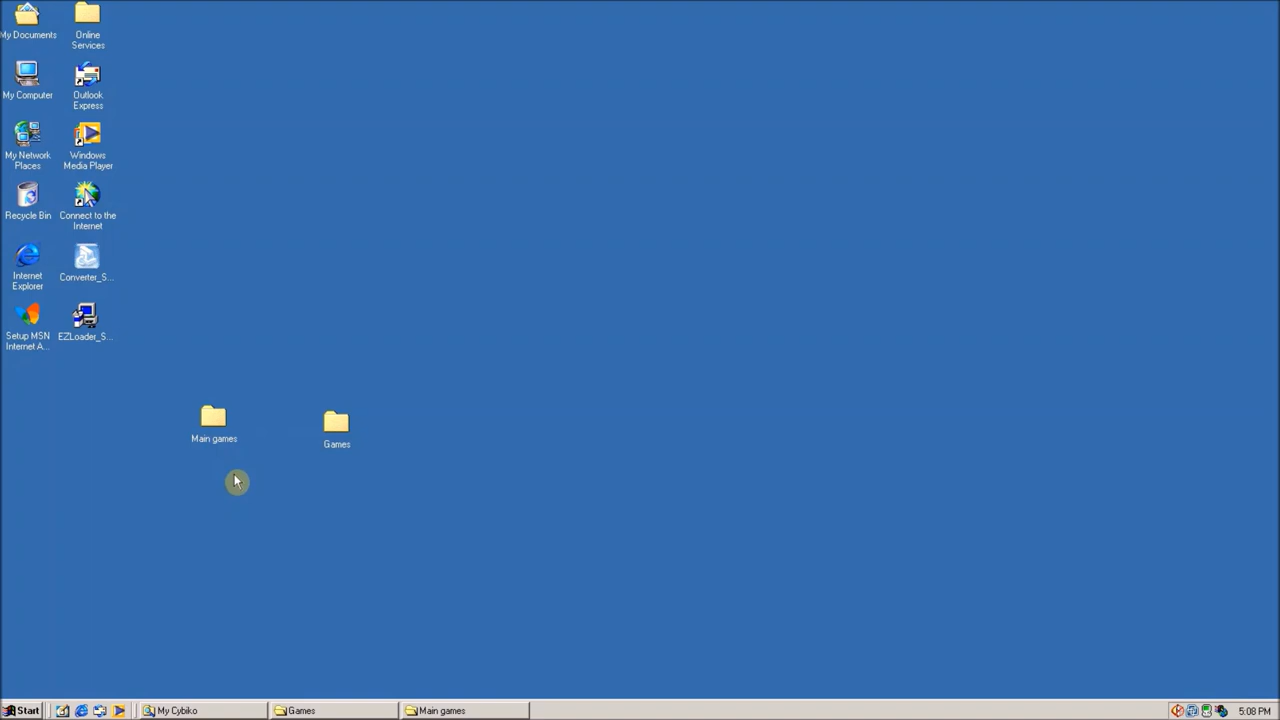 My Documents
Online
Services
My Computer
Outlook
Express
My Network
Places
Windows
Media Player
Recycle Bin
Connect to the
Internet
Internet
Explorer
Converter_S...
Setup MSN
Internet A...
EZLoader_S...
Main games
Games
Start
My Cybiko
Games
Main games
5:08 PM